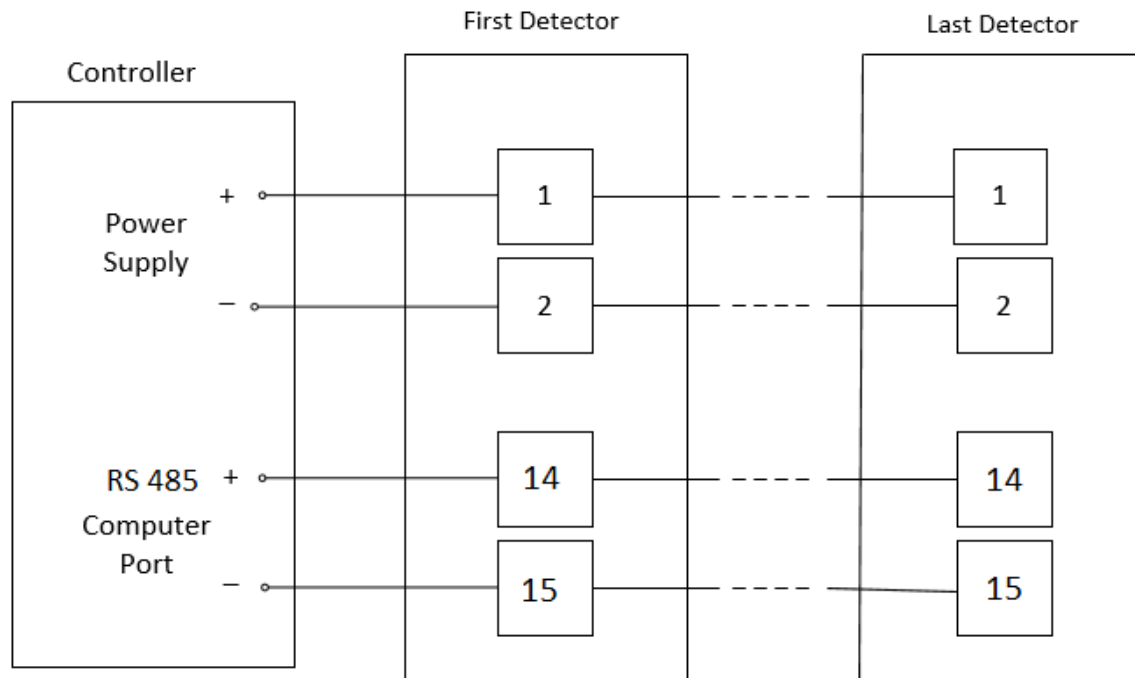 First Detector
Last Detector
Controller
+
1
1
Power
Supply
–
2
2
RS 485 +
14
14
Computer
Port
–
15
15